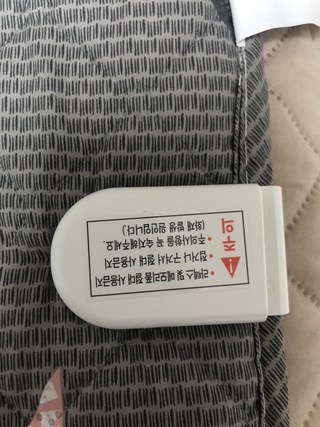 ⚠주의
• 라텍스 및 메모리폼 절대 사용금지
• 접거나 구겨서 절대 사용금지
• 주의사항을 꼭 숙지해주세요.
(화재 발생 원인입니다.)